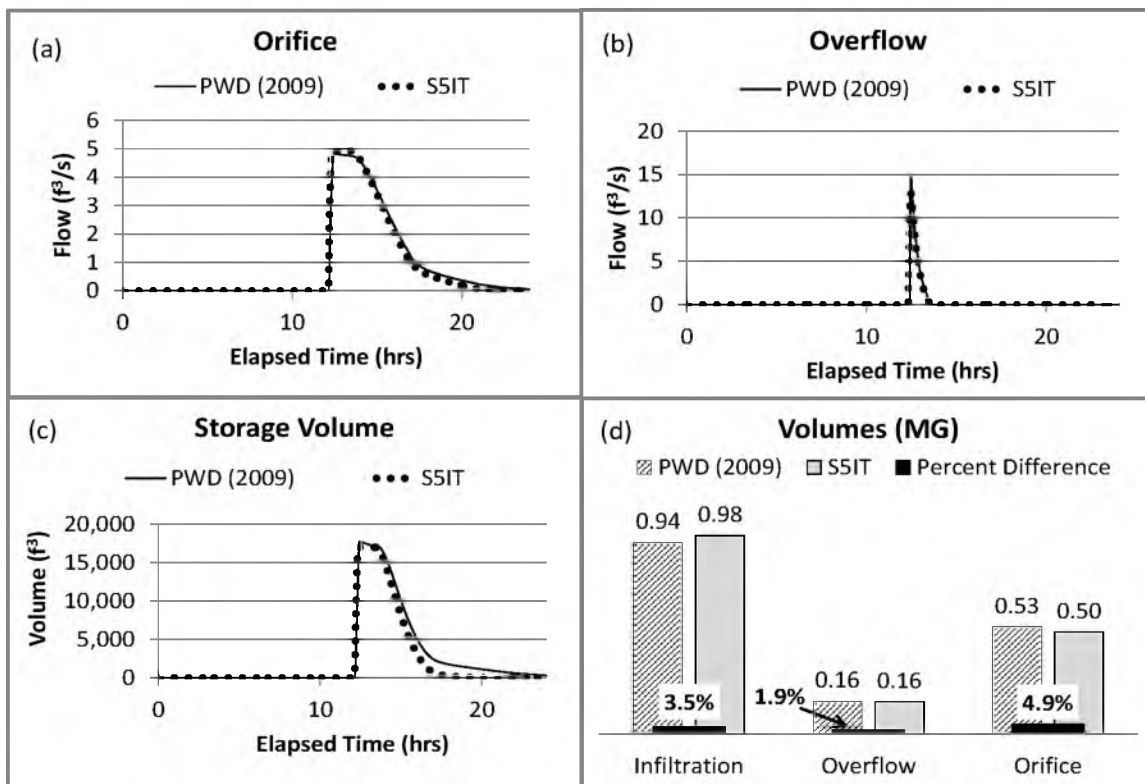 (a)
Orifice
PWD (2009) S5IT
Flow (f³/s)
6
5
4
3
2
1
0
0 10 20
Elapsed Time (hrs)
(b)
Overflow
PWD (2009) S5IT
Flow (f³/s)
20
15
10
5
0
0 10 20
Elapsed Time (hrs)
(c)
Storage Volume
PWD (2009) S5IT
Volume (f³)
20,000
15,000
10,000
5,000
0
0 10 20
Elapsed Time (hrs)
(d)
Volumes (MG)
PWD (2009) S5IT Percent Difference
0.94 0.98
0.53 0.50
0.16 0.16
3.5% 1.9% 4.9%
Infiltration Overflow Orifice